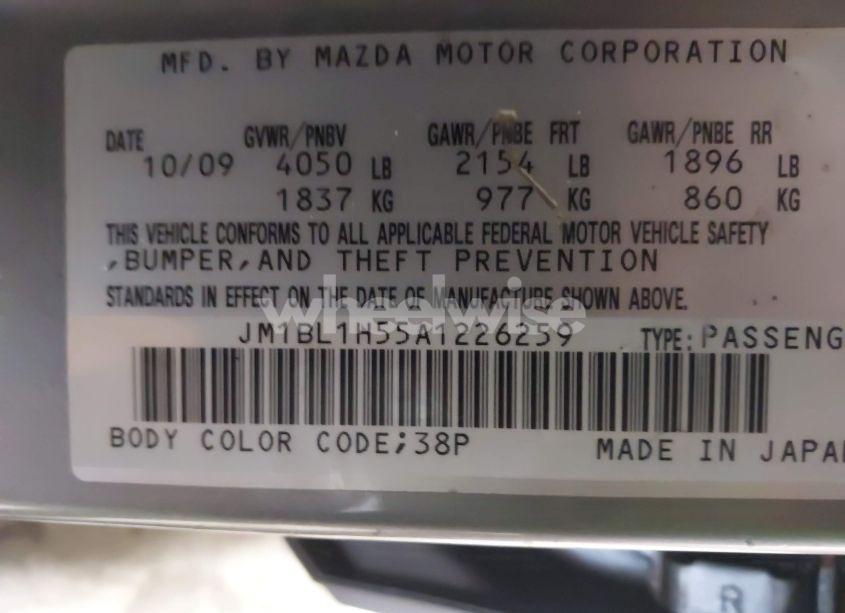 MFD. BY MAZDA MOTOR CORPORATION
DATE GVWR/PNBV GAWR/PNBE FRT GAWR/PNBE RR
10/09 4050 LB 2154 LB 1896 LB
1837 KG 977 KG 860 KG
THIS VEHICLE CONFORMS TO ALL APPLICABLE FEDERAL MOTOR VEHICLE SAFETY
,BUMPER,AND THEFT PREVENTION
STANDARDS IN EFFECT ON THE DATE OF MANUFACTURE SHOWN ABOVE.
wheelwise
JM1BL1H55A1226259 TYPE: PASSENG
BODY COLOR CODE;38P MADE IN JAPA
R